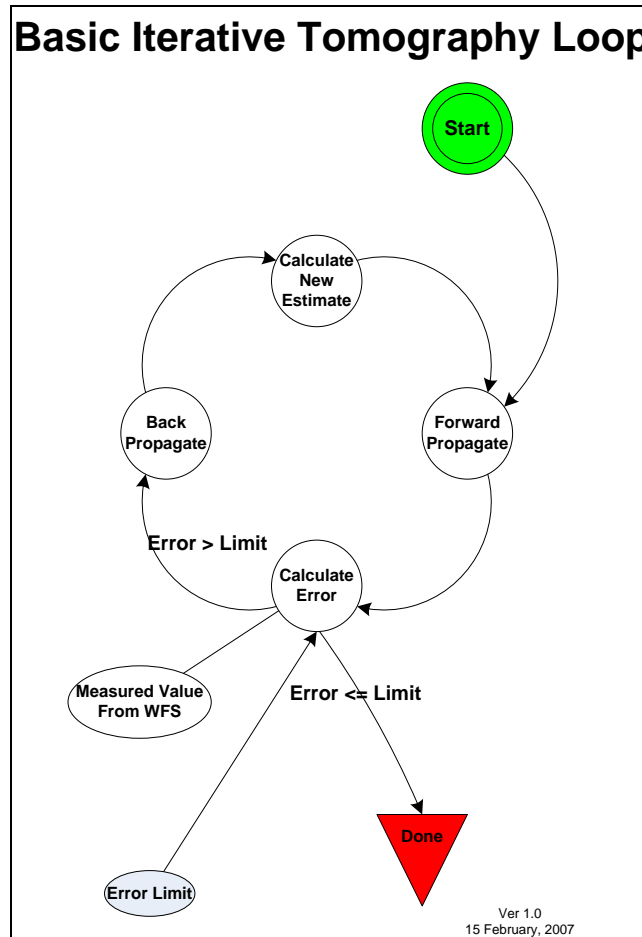 Basic Iterative Tomography Loop
Start
Calculate
New
Estimate
Back
Propagate
Forward
Propagate
Error > Limit
Calculate
Error
Measured Value
From WFS
Error <= Limit
Done
Error Limit
Ver 1.0
15 February, 2007